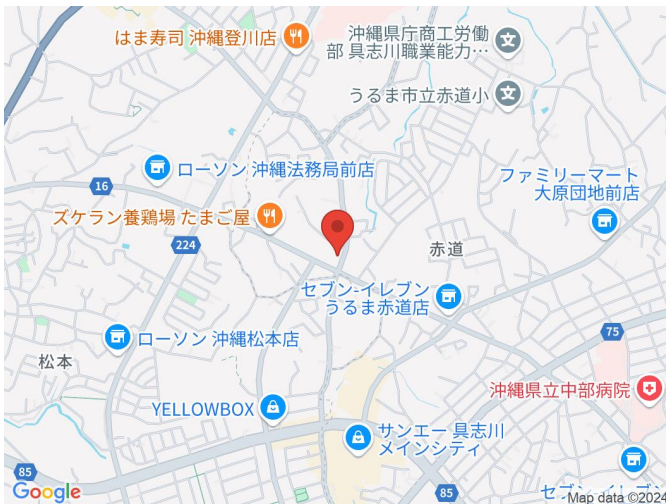 はま寿司 沖縄登川店
沖縄県庁商工労働
部 具志川職業能力…
うるま市立赤道小
ローソン 沖縄法務局前店
ファミリーマート
大原団地前店
16
ズケラン養鶏場 たまご屋
224
赤道
セブン-イレブン
うるま赤道店
ローソン 沖縄松本店
75
松本
沖縄県立中部病院
YELLOWBOX
サンエー 具志川
メインシティ
85
85
セブン-イレ
Google
Map data ©2024